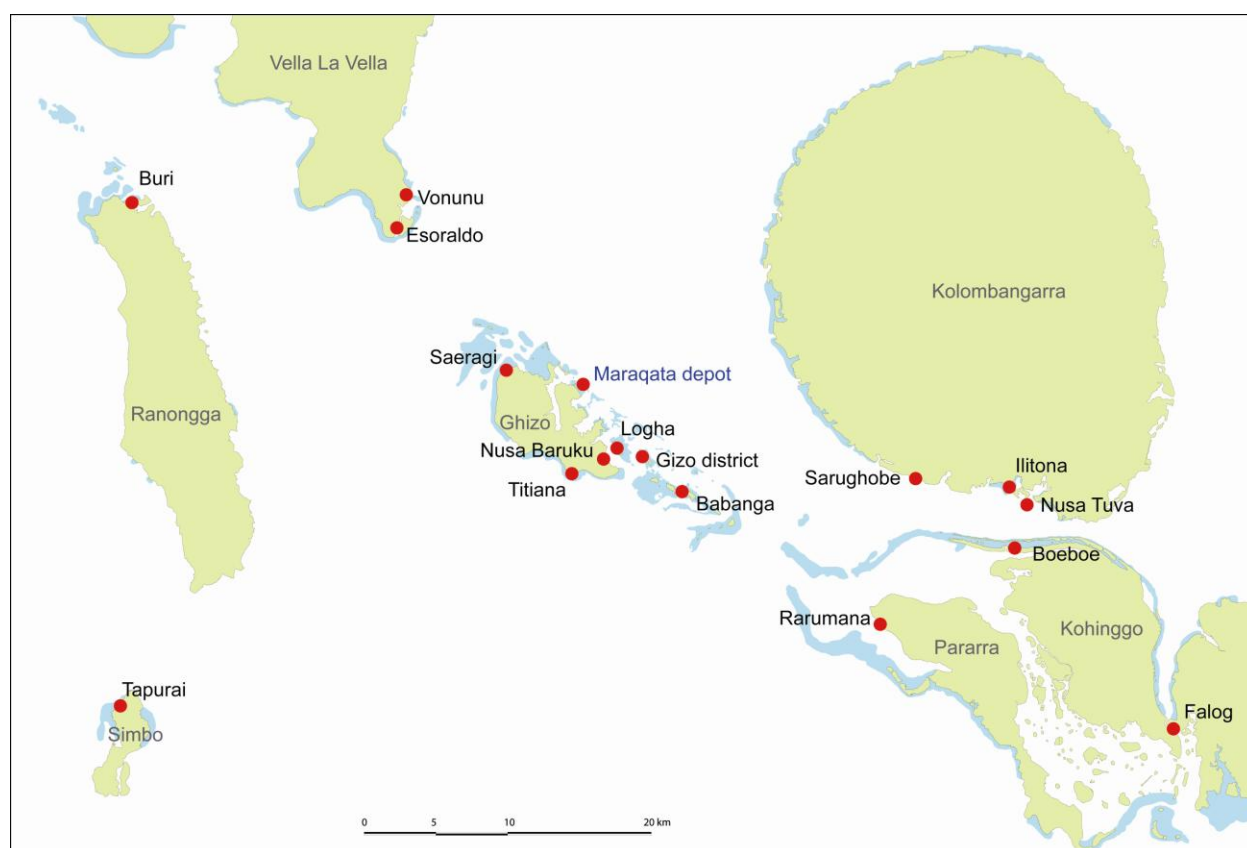 Vella La Vella
Buri
Vonunu
Esoraldo
Kolombangarra
Saeragi
Maraqata depot
Ranongga
Ghizo
Logha
Nusa Baruku
Gizo district
Titiana
Babanga
Sarughobe
Ilitona
Nusa Tuva
Boeboe
Rarumana
Kohinggo
Pararra
Tapurai
Simbo
Falog
0 5 10 20 km